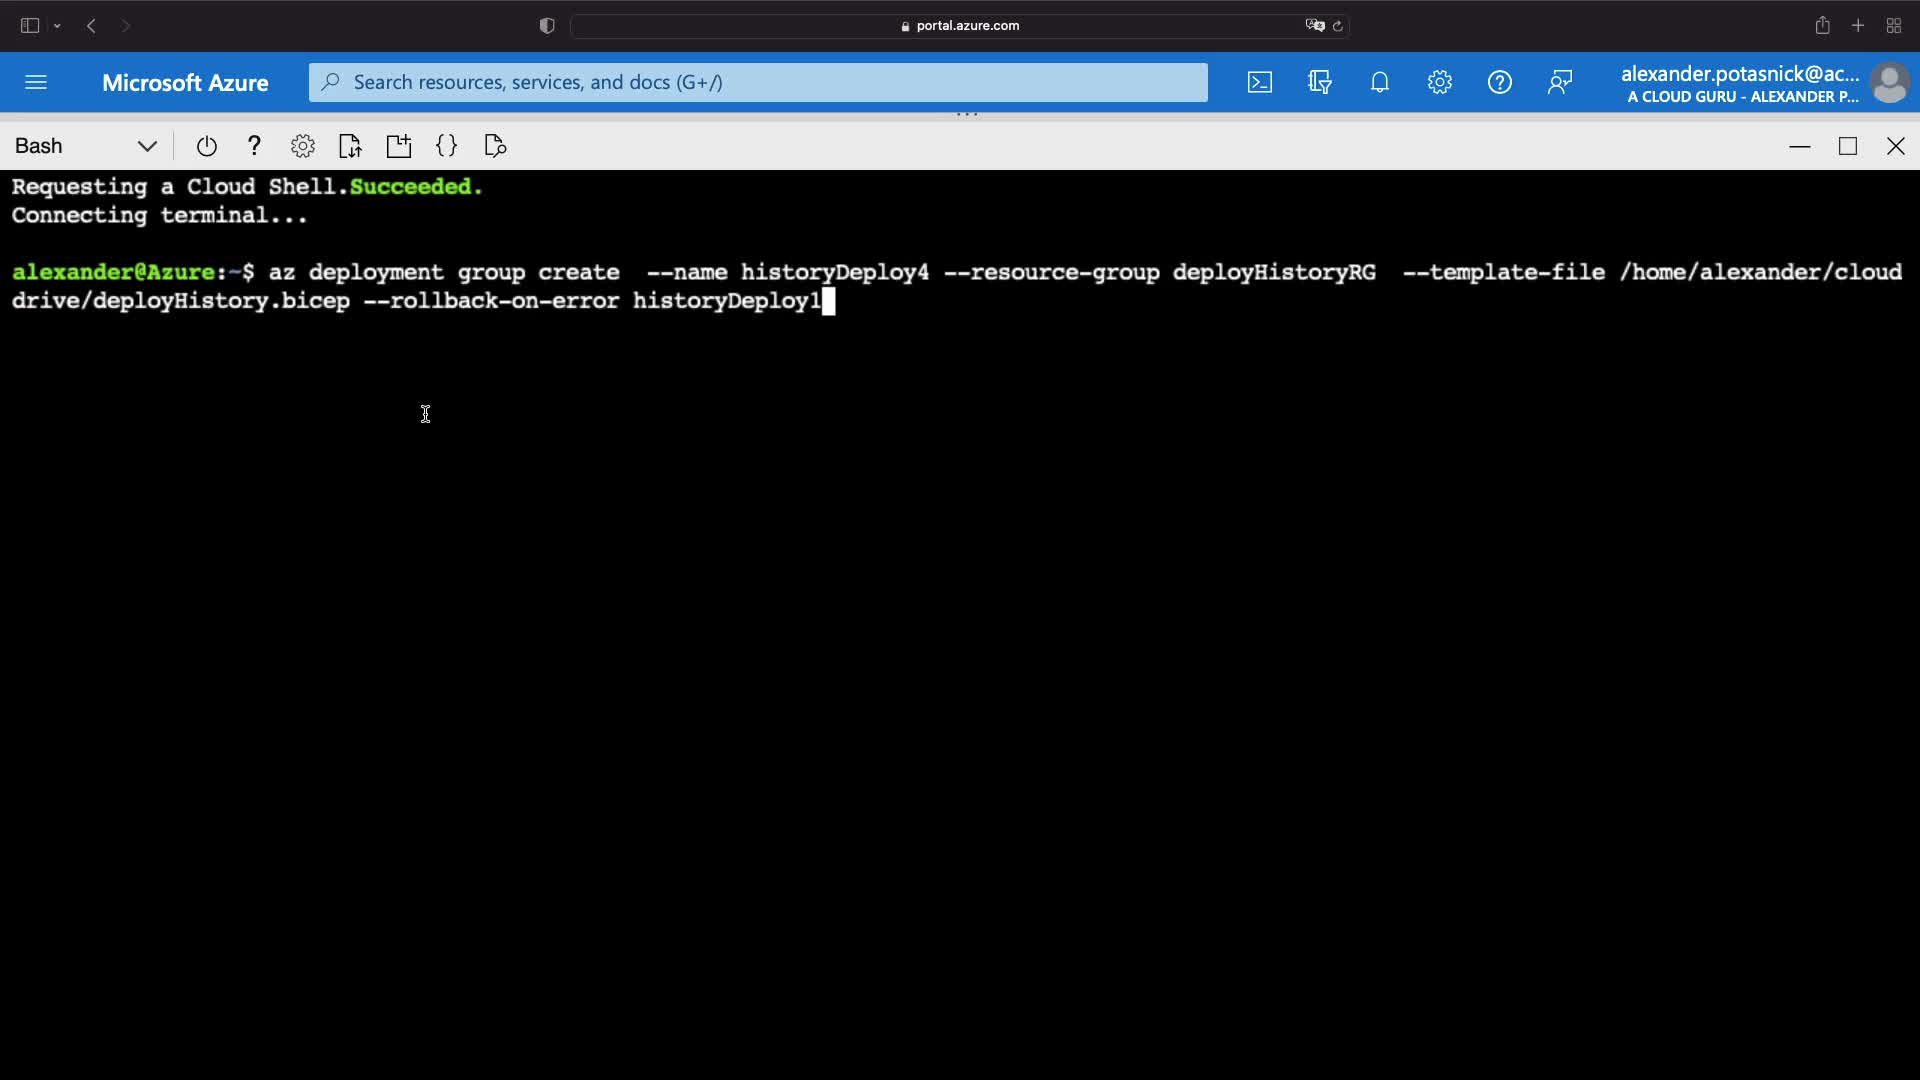 portal.azure.com
Microsoft Azure
Search resources, services, and docs (G+/)
alexander.potasnick@ac...
A CLOUD GURU - ALEXANDER P...
Bash
Requesting a Cloud Shell.Succeeded.
Connecting terminal...
alexander@Azure:~$ az deployment group create  --name historyDeploy4 --resource-group deployHistoryRG  --template-file /home/alexander/cloud
drive/deployHistory.bicep --rollback-on-error historyDeploy1